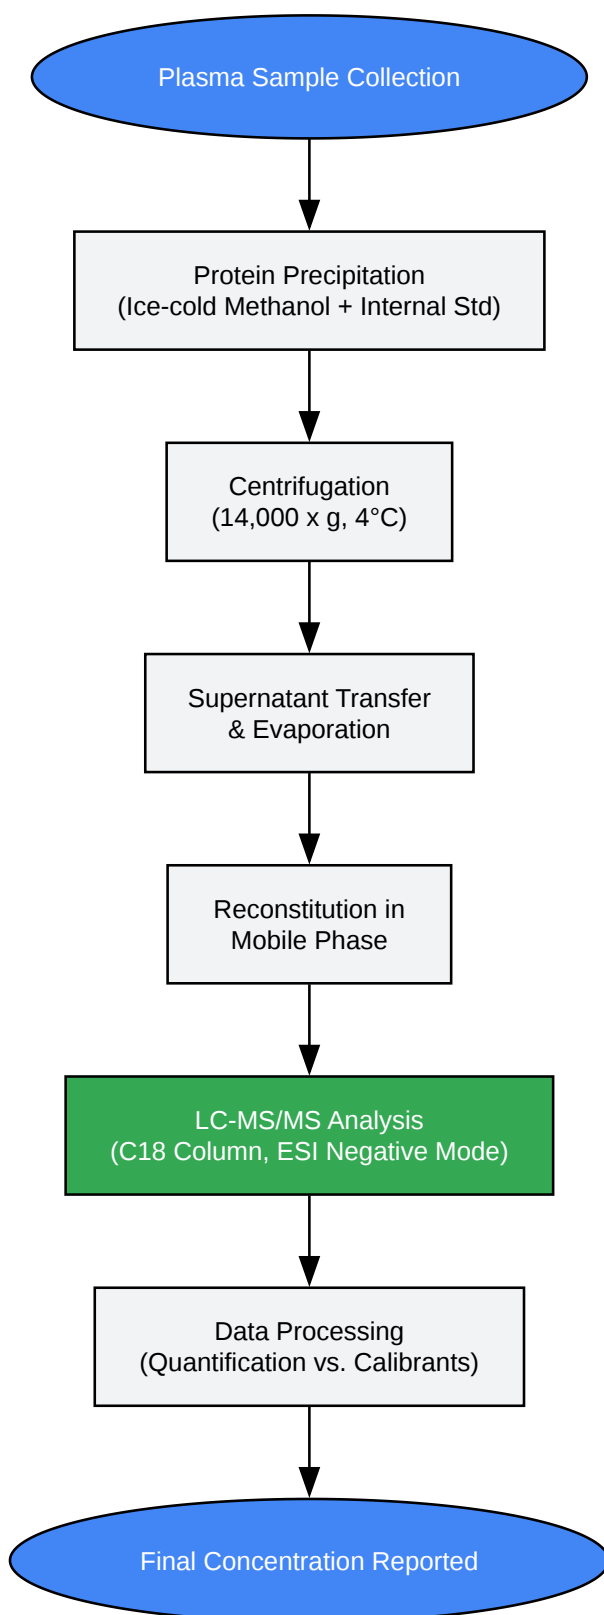 Plasma Sample Collection
Protein Precipitation
(Ice-cold Methanol + Internal Std)
Centrifugation
(14,000 x g, 4°C)
Supernatant Transfer
& Evaporation
Reconstitution in
Mobile Phase
LC-MS/MS Analysis
(C18 Column, ESI Negative Mode)
Data Processing
(Quantification vs. Calibrants)
Final Concentration Reported